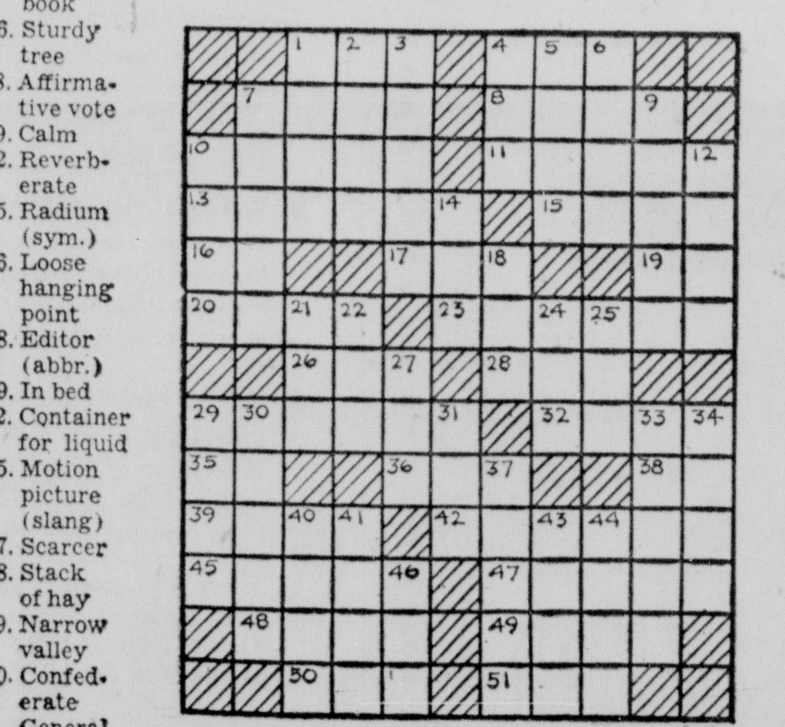 book
6. Sturdy
tree
8. Affirma-
tive vote
9. Calm
2. Reverb-
erate
5. Radium
(sym.)
6. Loose
hanging
point
8. Editor
(abbr.)
9. In bed
2. Container
for liquid
5. Motion
picture
(slang)
7. Scarcer
8. Stack
of hay
9. Narrow
valley
0. Confed-
erate
General
1 2 3 4 5 6
7 8 9
10 11 12
13 14 15
16 17 18 19
20 21 22 23 24 25
26 27 28
29 30 31 32 33 34
35 36 37 38
39 40 41 42 43 44
45 46 47
48 49
50 51